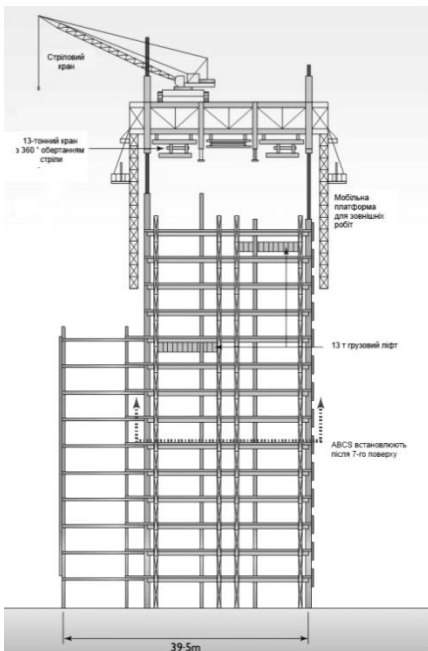 Стріловий
кран
13-тонний кран
з 360 ° обертанням
стріли
Мобільна
платформа
для зовнішніх
робіт
13 т грузовий ліфт
ABCS встановлюють
після 7-го поверху
39·5m